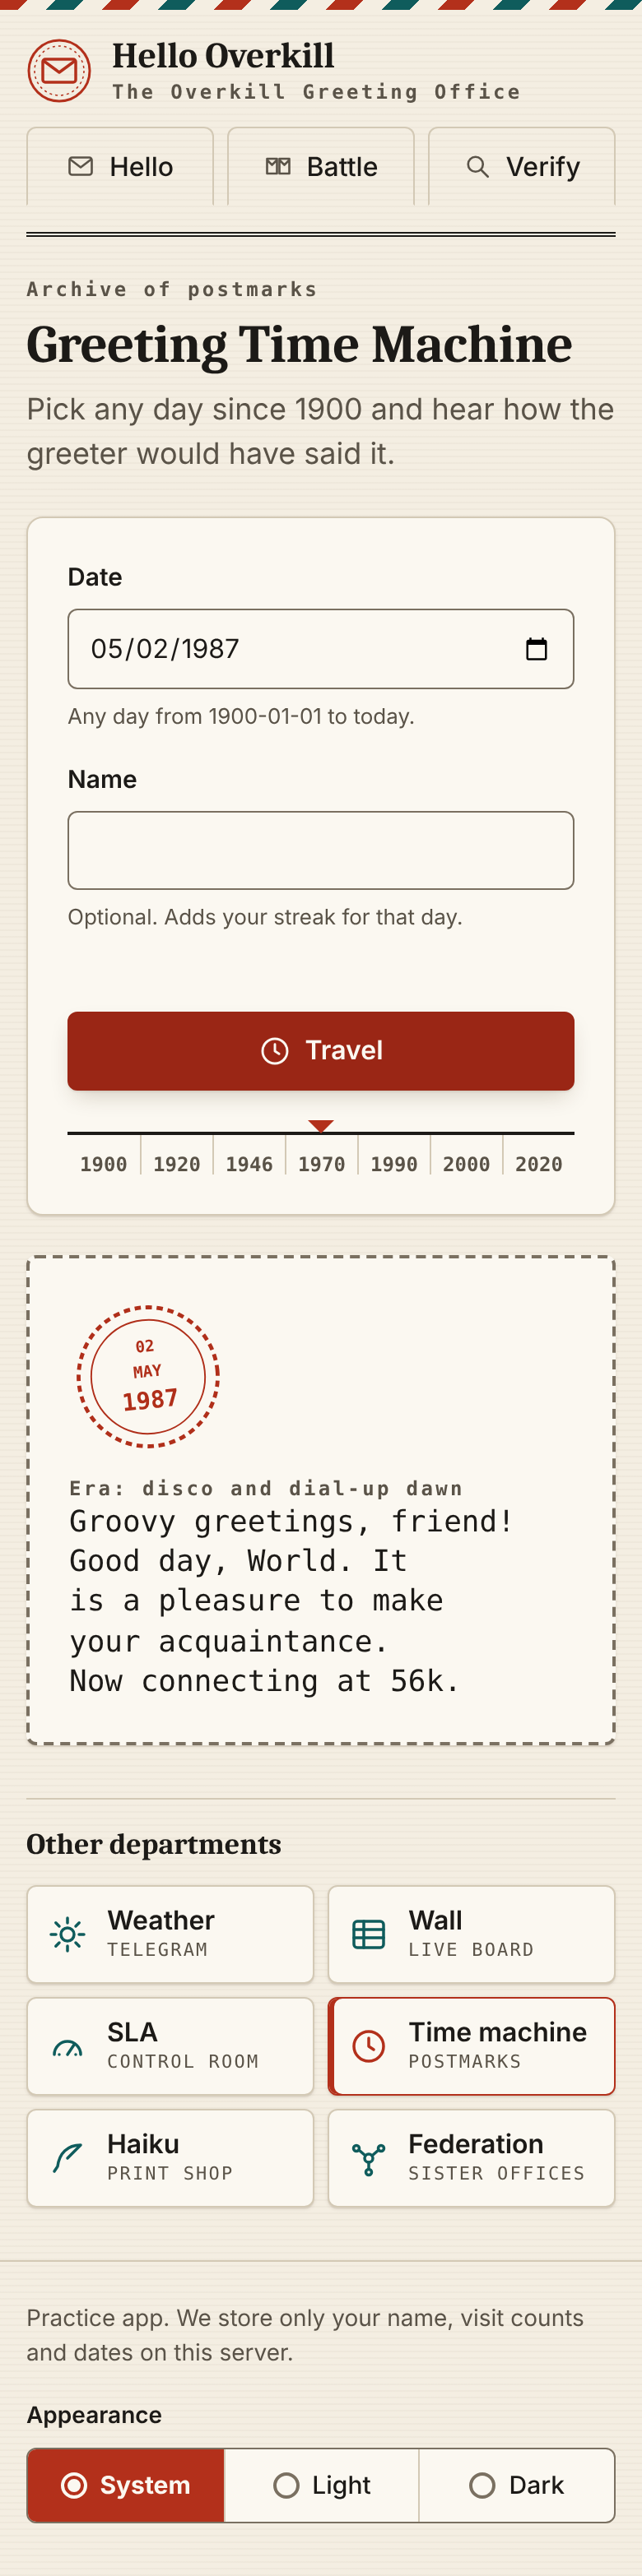 Hello Overkill
The Overkill Greeting Office
Hello
Battle
Verify
Archive of postmarks
Greeting Time Machine
Pick any day since 1900 and hear how the
greeter would have said it.
Date
05/02/1987
Any day from 1900-01-01 to today.
Name
Optional. Adds your streak for that day.
Travel
1900 1920 1946 1970 1990 2000 2020
02
MAY
1987
Era: disco and dial-up dawn
Groovy greetings, friend!
Good day, World. It
is a pleasure to make
your acquaintance.
Now connecting at 56k.
Other departments
Weather
TELEGRAM
Wall
LIVE BOARD
SLA
CONTROL ROOM
Time machine
POSTMARKS
Haiku
PRINT SHOP
Federation
SISTER OFFICES
Practice app. We store only your name, visit counts
and dates on this server.
Appearance
System
Light
Dark